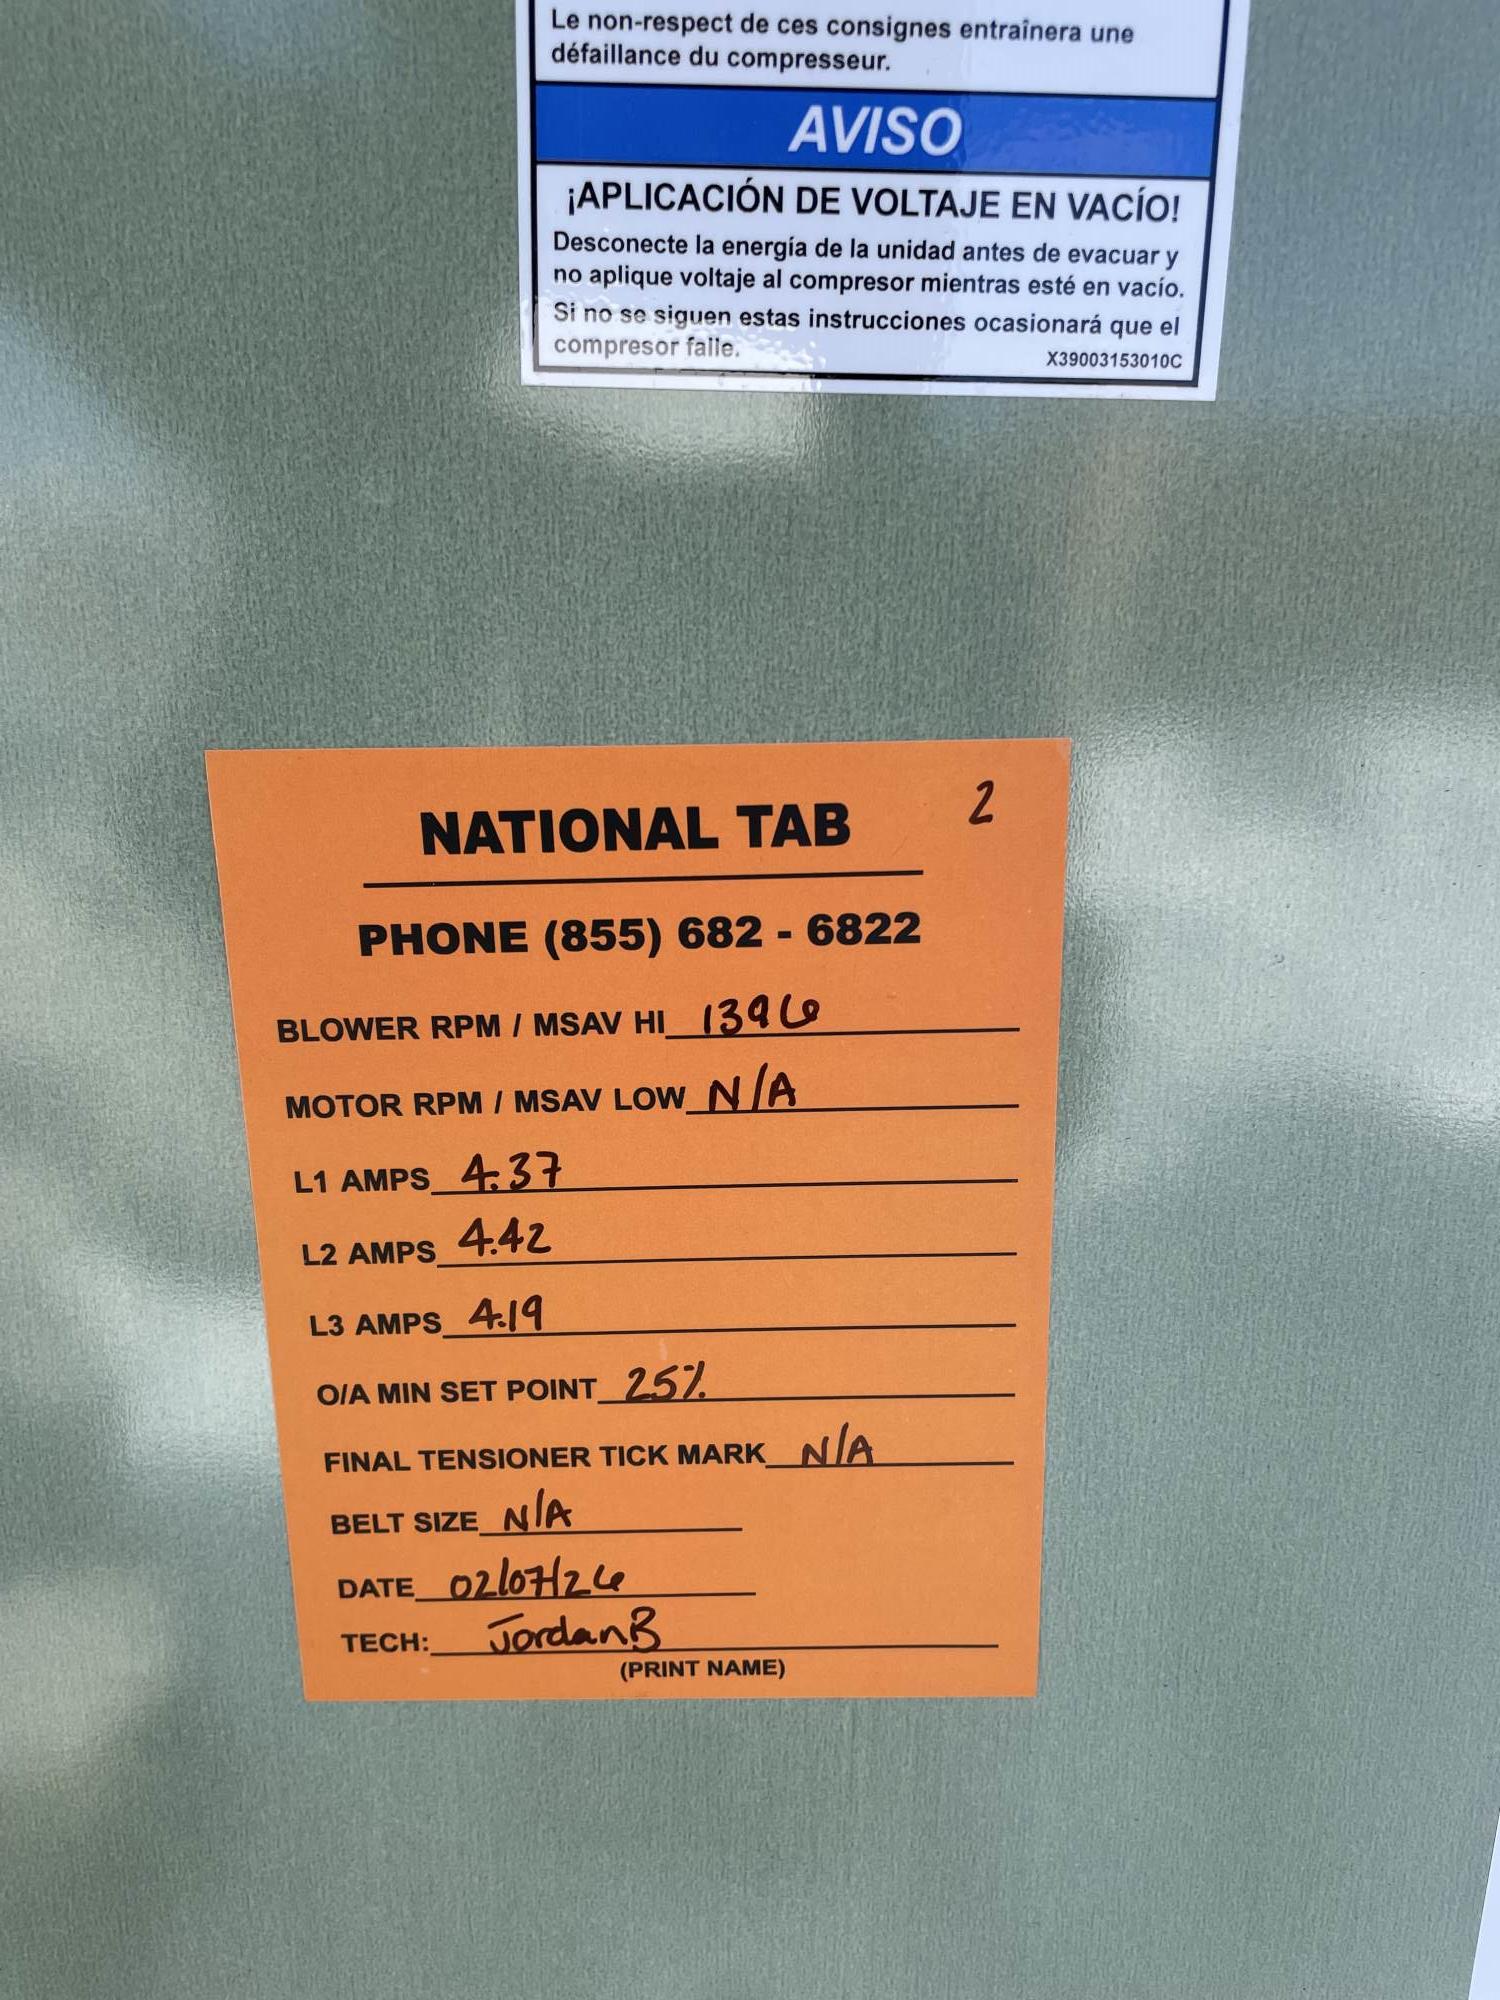 Le non-respect de ces consignes entraînera une
défaillance du compresseur.
AVISO
¡APLICACIÓN DE VOLTAJE EN VACÍO!
Desconecte la energía de la unidad antes de evacuar y
no aplique voltaje al compresor mientras esté en vacío.
Si no se siguen estas instrucciones ocasionará que el
compresor falle.
X39003153010C
NATIONAL TAB 2
PHONE (855) 682 - 6822
BLOWER RPM / MSAV HI 1396
MOTOR RPM / MSAV LOW N/A
L1 AMPS 4.37
L2 AMPS 4.42
L3 AMPS 4.19
O/A MIN SET POINT 25%
FINAL TENSIONER TICK MARK N/A
BELT SIZE N/A
DATE 02/07/26
TECH: Jordan B
(PRINT NAME)